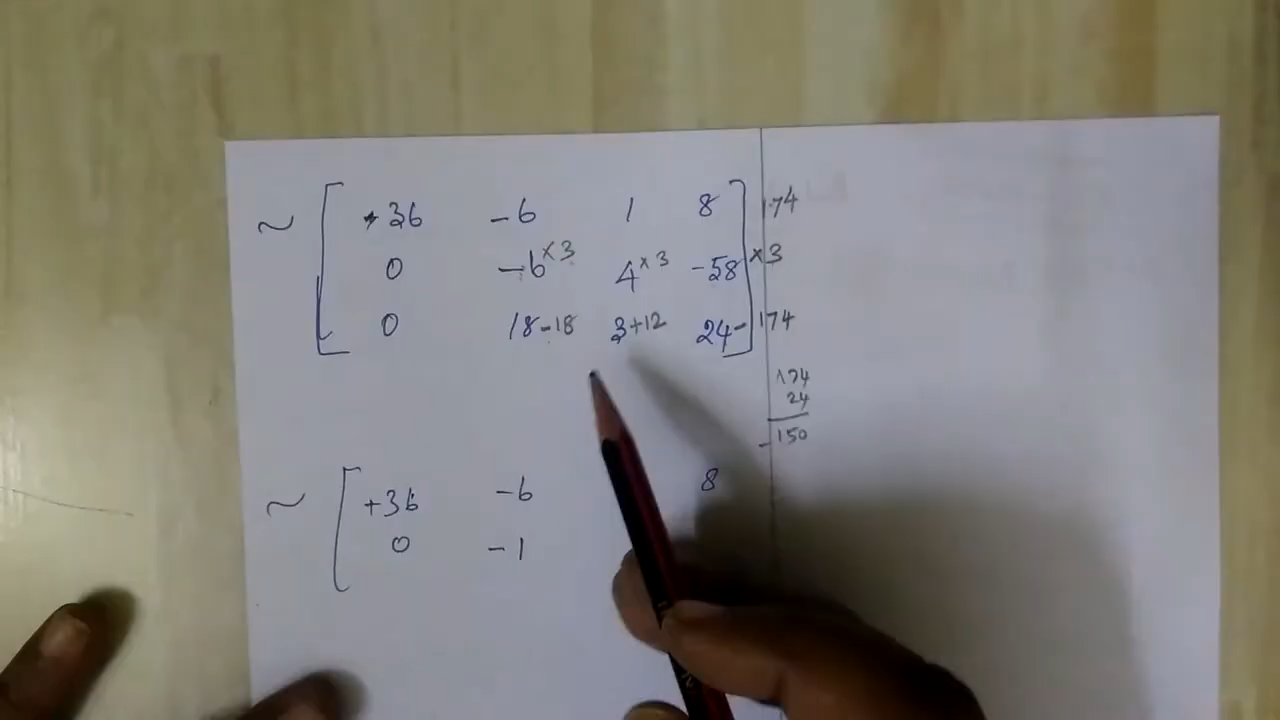 ~ [ +36 -6 1 8 ] 174
0 -6×3 4×3 -58 ×3
0 18-18 3+12 24-174
174
24
-150
~ [ +36 -6 8
0 -1